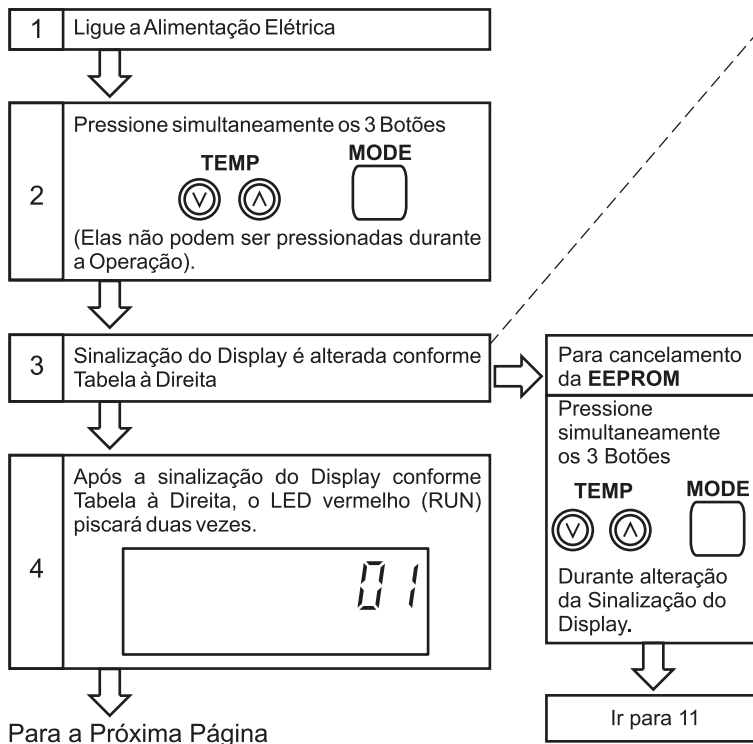 1
Ligue a Alimentação Elétrica
2
Pressione simultaneamente os 3 Botões
TEMP
MODE
(Elas não podem ser pressionadas durante
a Operação).
3
Sinalização do Display é alterada conforme
Tabela à Direita
4
Após a sinalização do Display conforme
Tabela à Direita, o LED vermelho (RUN)
piscará duas vezes.
01
Para a Próxima Página
Para cancelamento
da EEPROM
Pressione
simultaneamente
os 3 Botões
TEMP
MODE
Durante alteração
da Sinalização do
Display.
Ir para 11